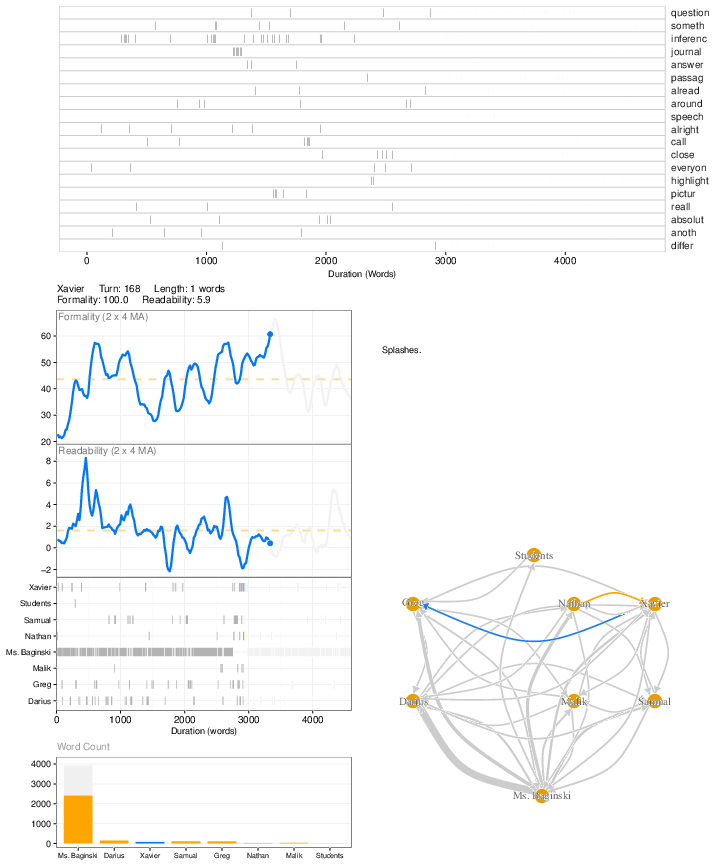 question
someth
inferenc
journal
answer
passag
alread
around
speech
alright
call
close
everyon
highlight
pictur
reall
absolut
anoth
differ
0 1000 2000 3000 4000
Duration (Words)
Xavier Turn: 168 Length: 1 words
Formality: 100.0 Readability: 5.9
Formality (2 x 4 MA)
60
50
40
30
20
Splashes.
Readability (2 x 4 MA)
8
6
4
2
0
−2
Xavier
Students
Samual
Nathan
Ms. Baginski
Malik
Greg
Darius
0 1000 2000 3000 4000
Duration (words)
Students
Greg Nathan Xavier
Darius Malik Samual
Ms. Baginski
Word Count
4000
3000
2000
1000
0
Ms. Baginski Darius Xavier Samual Greg Nathan Malik Students